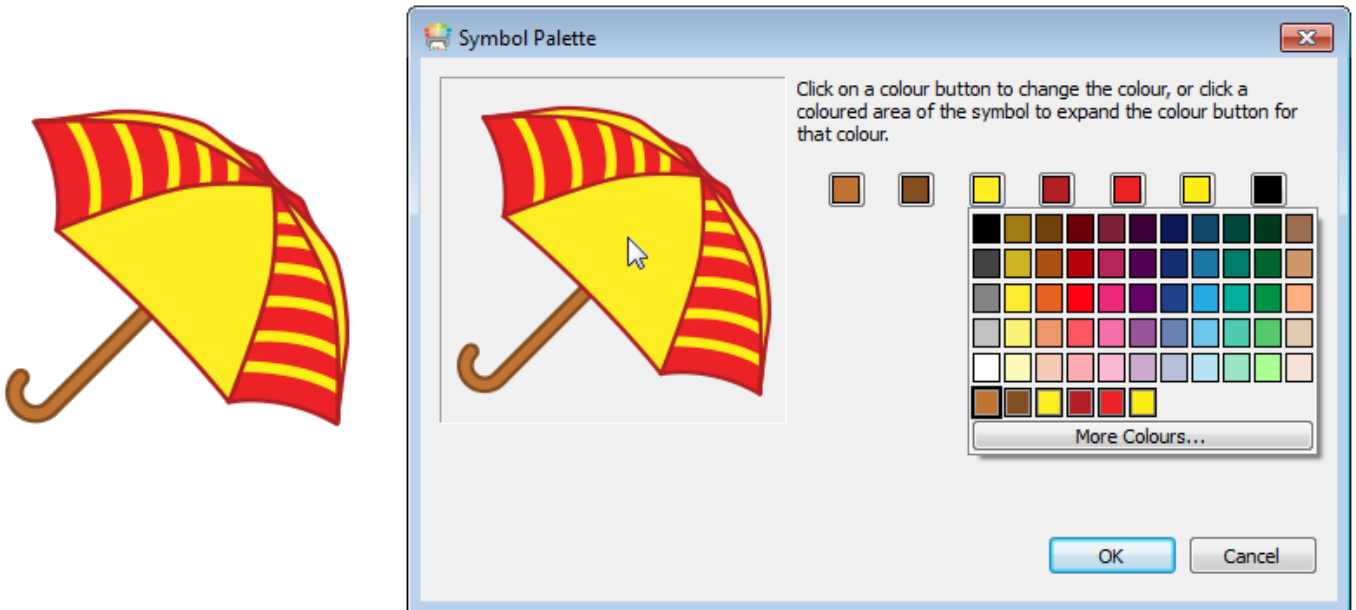 Symbol Palette
Click on a colour button to change the colour, or click a
coloured area of the symbol to expand the colour button for
that colour.
More Colours...
OK
Cancel